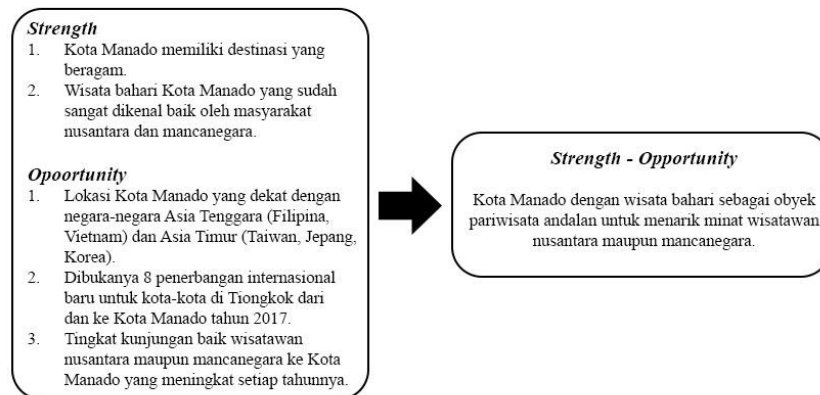 Strength
1. Kota Manado memiliki destinasi yang
beragam.
2. Wisata bahari Kota Manado yang sudah
sangat dikenal baik oleh masyarakat
nusantara dan mancanegara.
Opoortunity
1. Lokasi Kota Manado yang dekat dengan
negara-negara Asia Tenggara (Filipina,
Vietnam) dan Asia Timur (Taiwan, Jepang,
Korea).
2. Dibukanya 8 penerbangan internasional
baru untuk kota-kota di Tiongkok dari
dan ke Kota Manado tahun 2017.
3. Tingkat kunjungan baik wisatawan
nusantara maupun mancanegara ke Kota
Manado yang meningkat setiap tahunnya.
Strength - Opportunity
Kota Manado dengan wisata bahari sebagai obyek
pariwisata andalan untuk menarik minat wisatawan
nusantara maupun mancanegara.